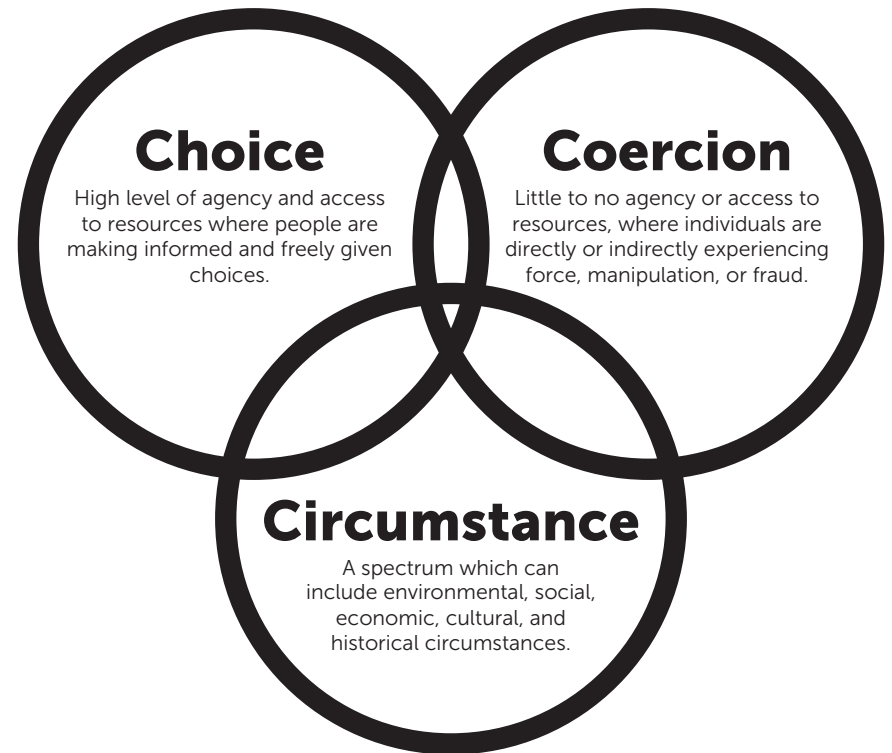 Choice
High level of agency and access
to resources where people are
making informed and freely given
choices.
Coercion
Little to no agency or access to
resources, where individuals are
directly or indirectly experiencing
force, manipulation, or fraud.
Circumstance
A spectrum which can
include environmental, social,
economic, cultural, and
historical circumstances.